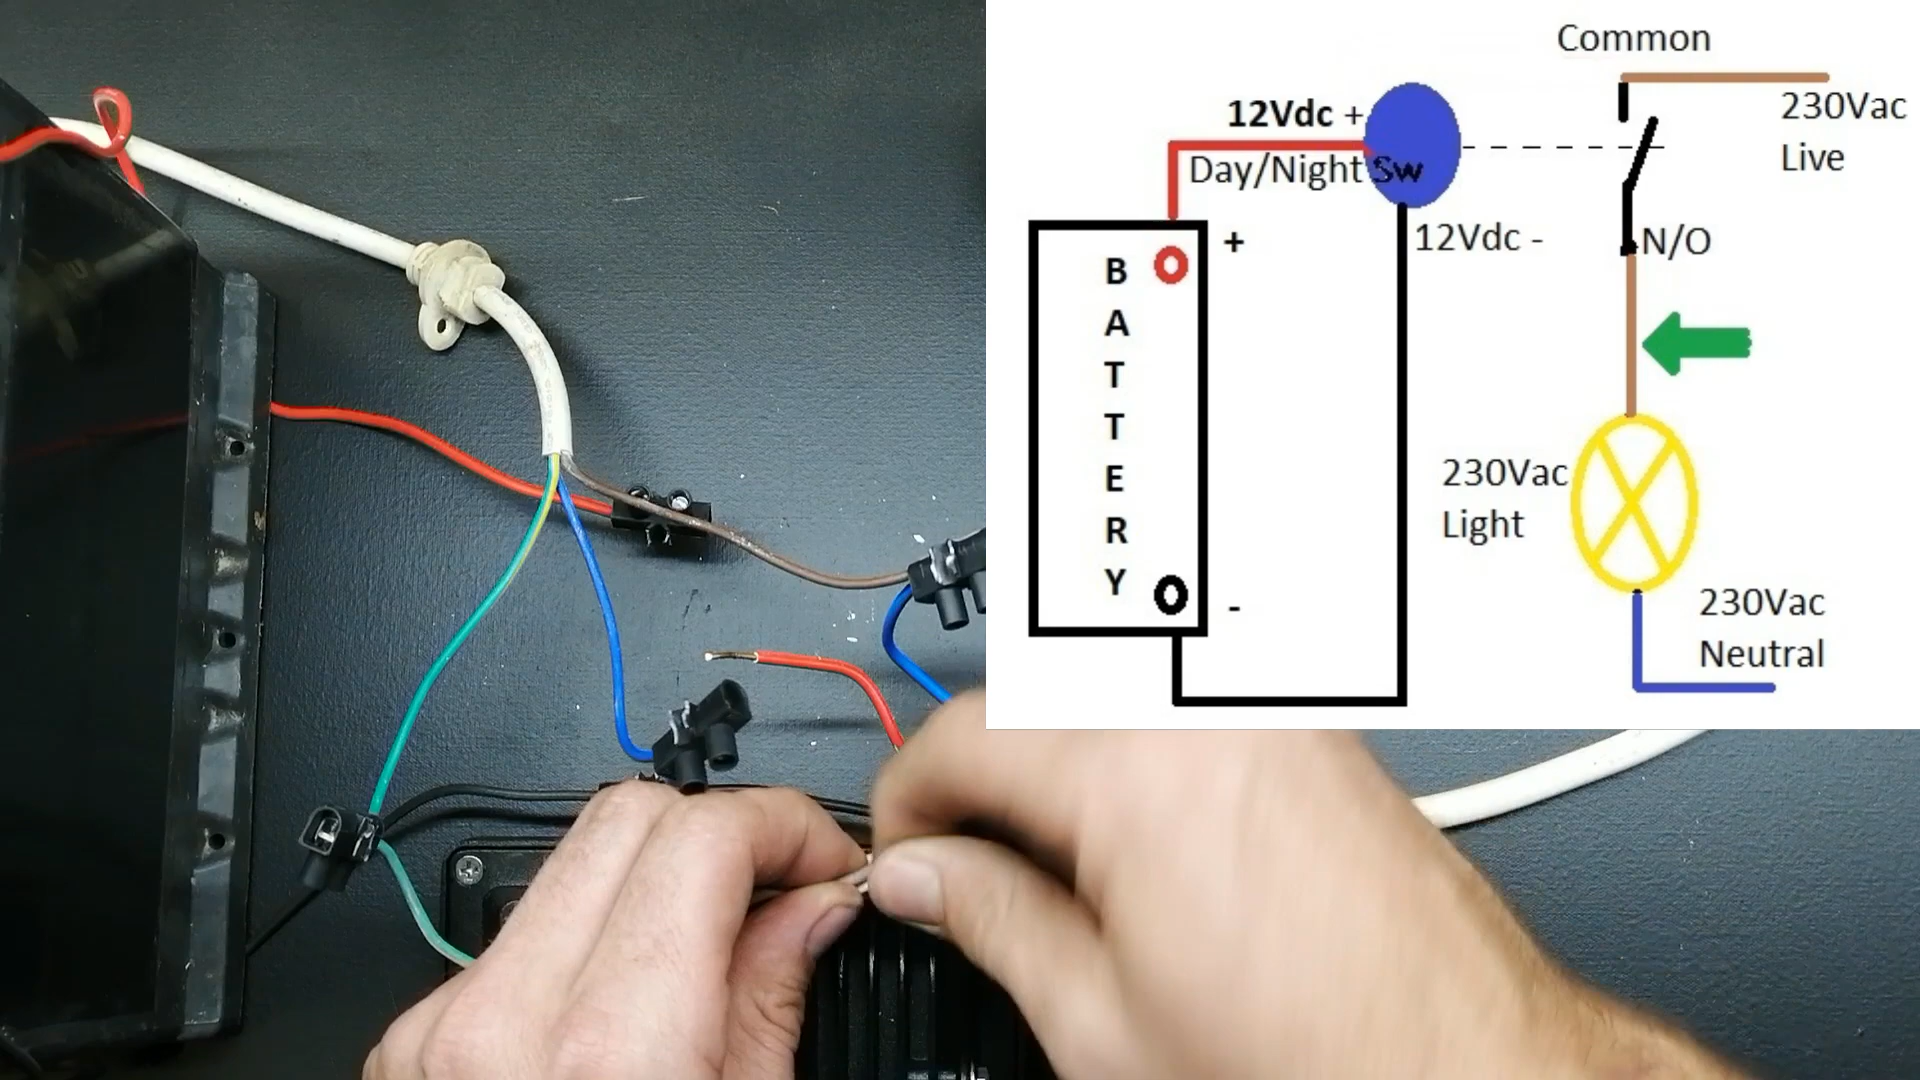 Common
230Vac
Live
12Vdc +
Day/Night Sw
+
12Vdc -
N/O
B
A
T
T
E
R
Y
-
230Vac
Light
230Vac
Neutral